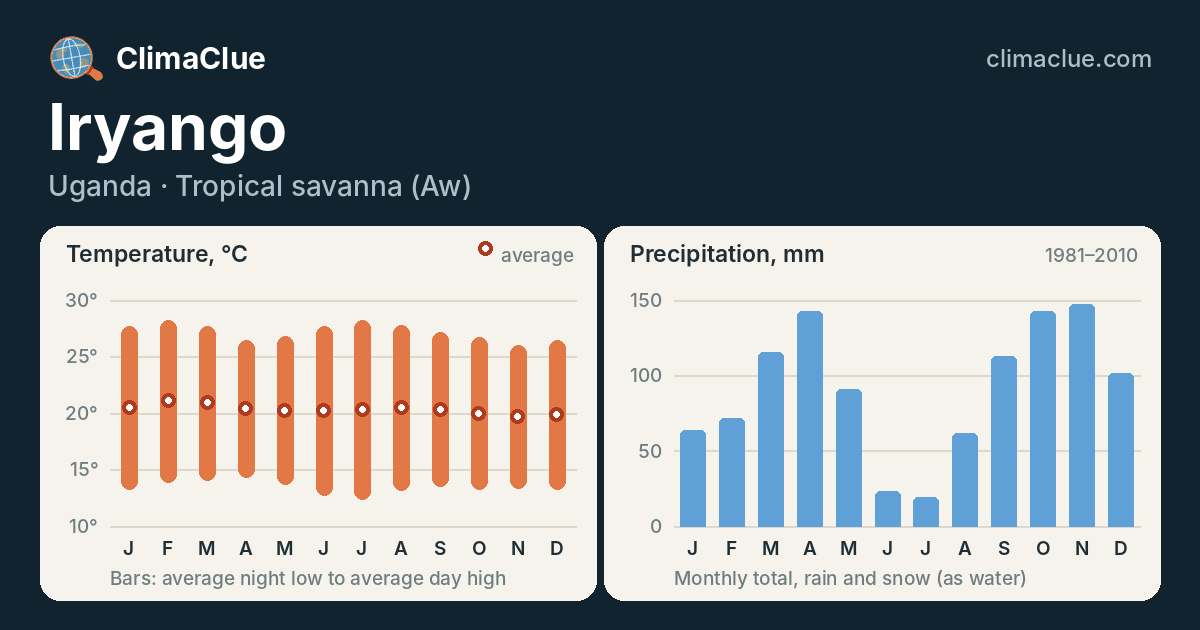 ClimaClue
climaclue.com
Iryango
Uganda · Tropical savanna (Aw)
Temperature, °C
average
30°
25°
20°
15°
10°
J F M A M J J A S O N D
Bars: average night low to average day high
Precipitation, mm
1981–2010
150
100
50
0
J F M A M J J A S O N D
Monthly total, rain and snow (as water)